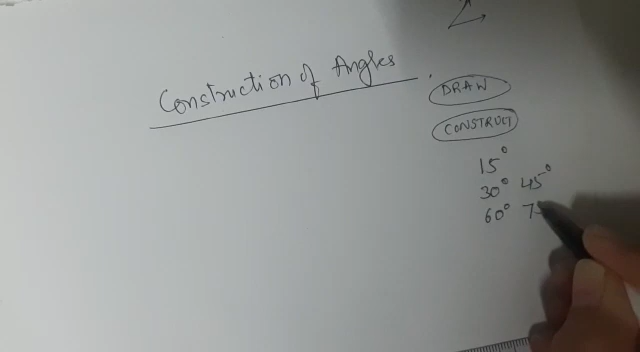 Construction of Angles
DRAW
CONSTRUCT
15°
30° 45°
60°